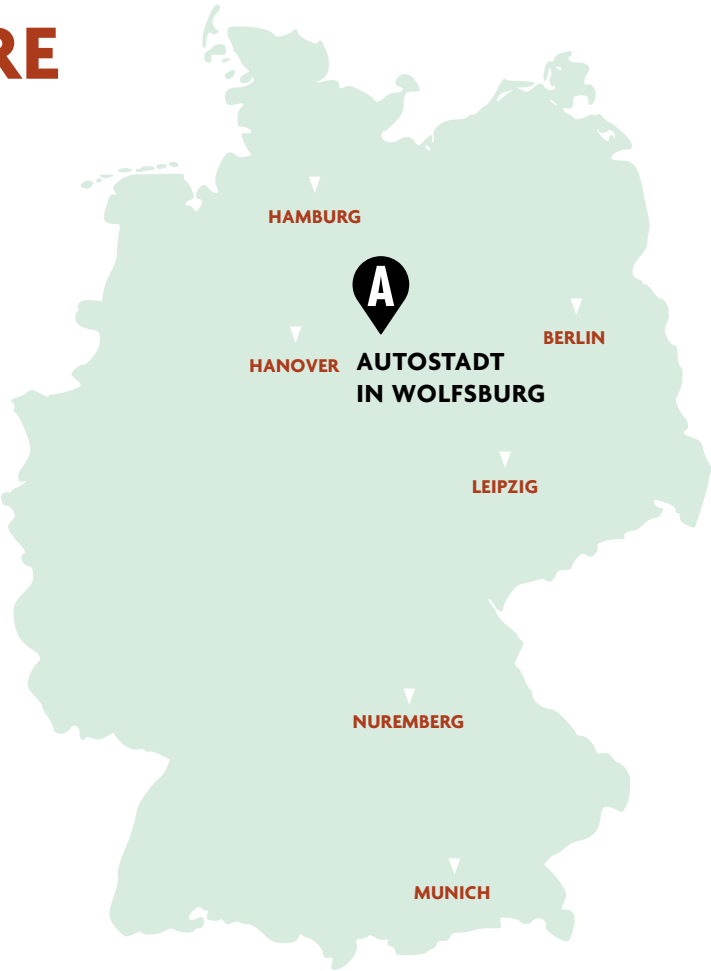 RE
HAMBURG
A
BERLIN
HANOVER
AUTOSTADT
IN WOLFSBURG
LEIPZIG
NUREMBERG
MUNICH